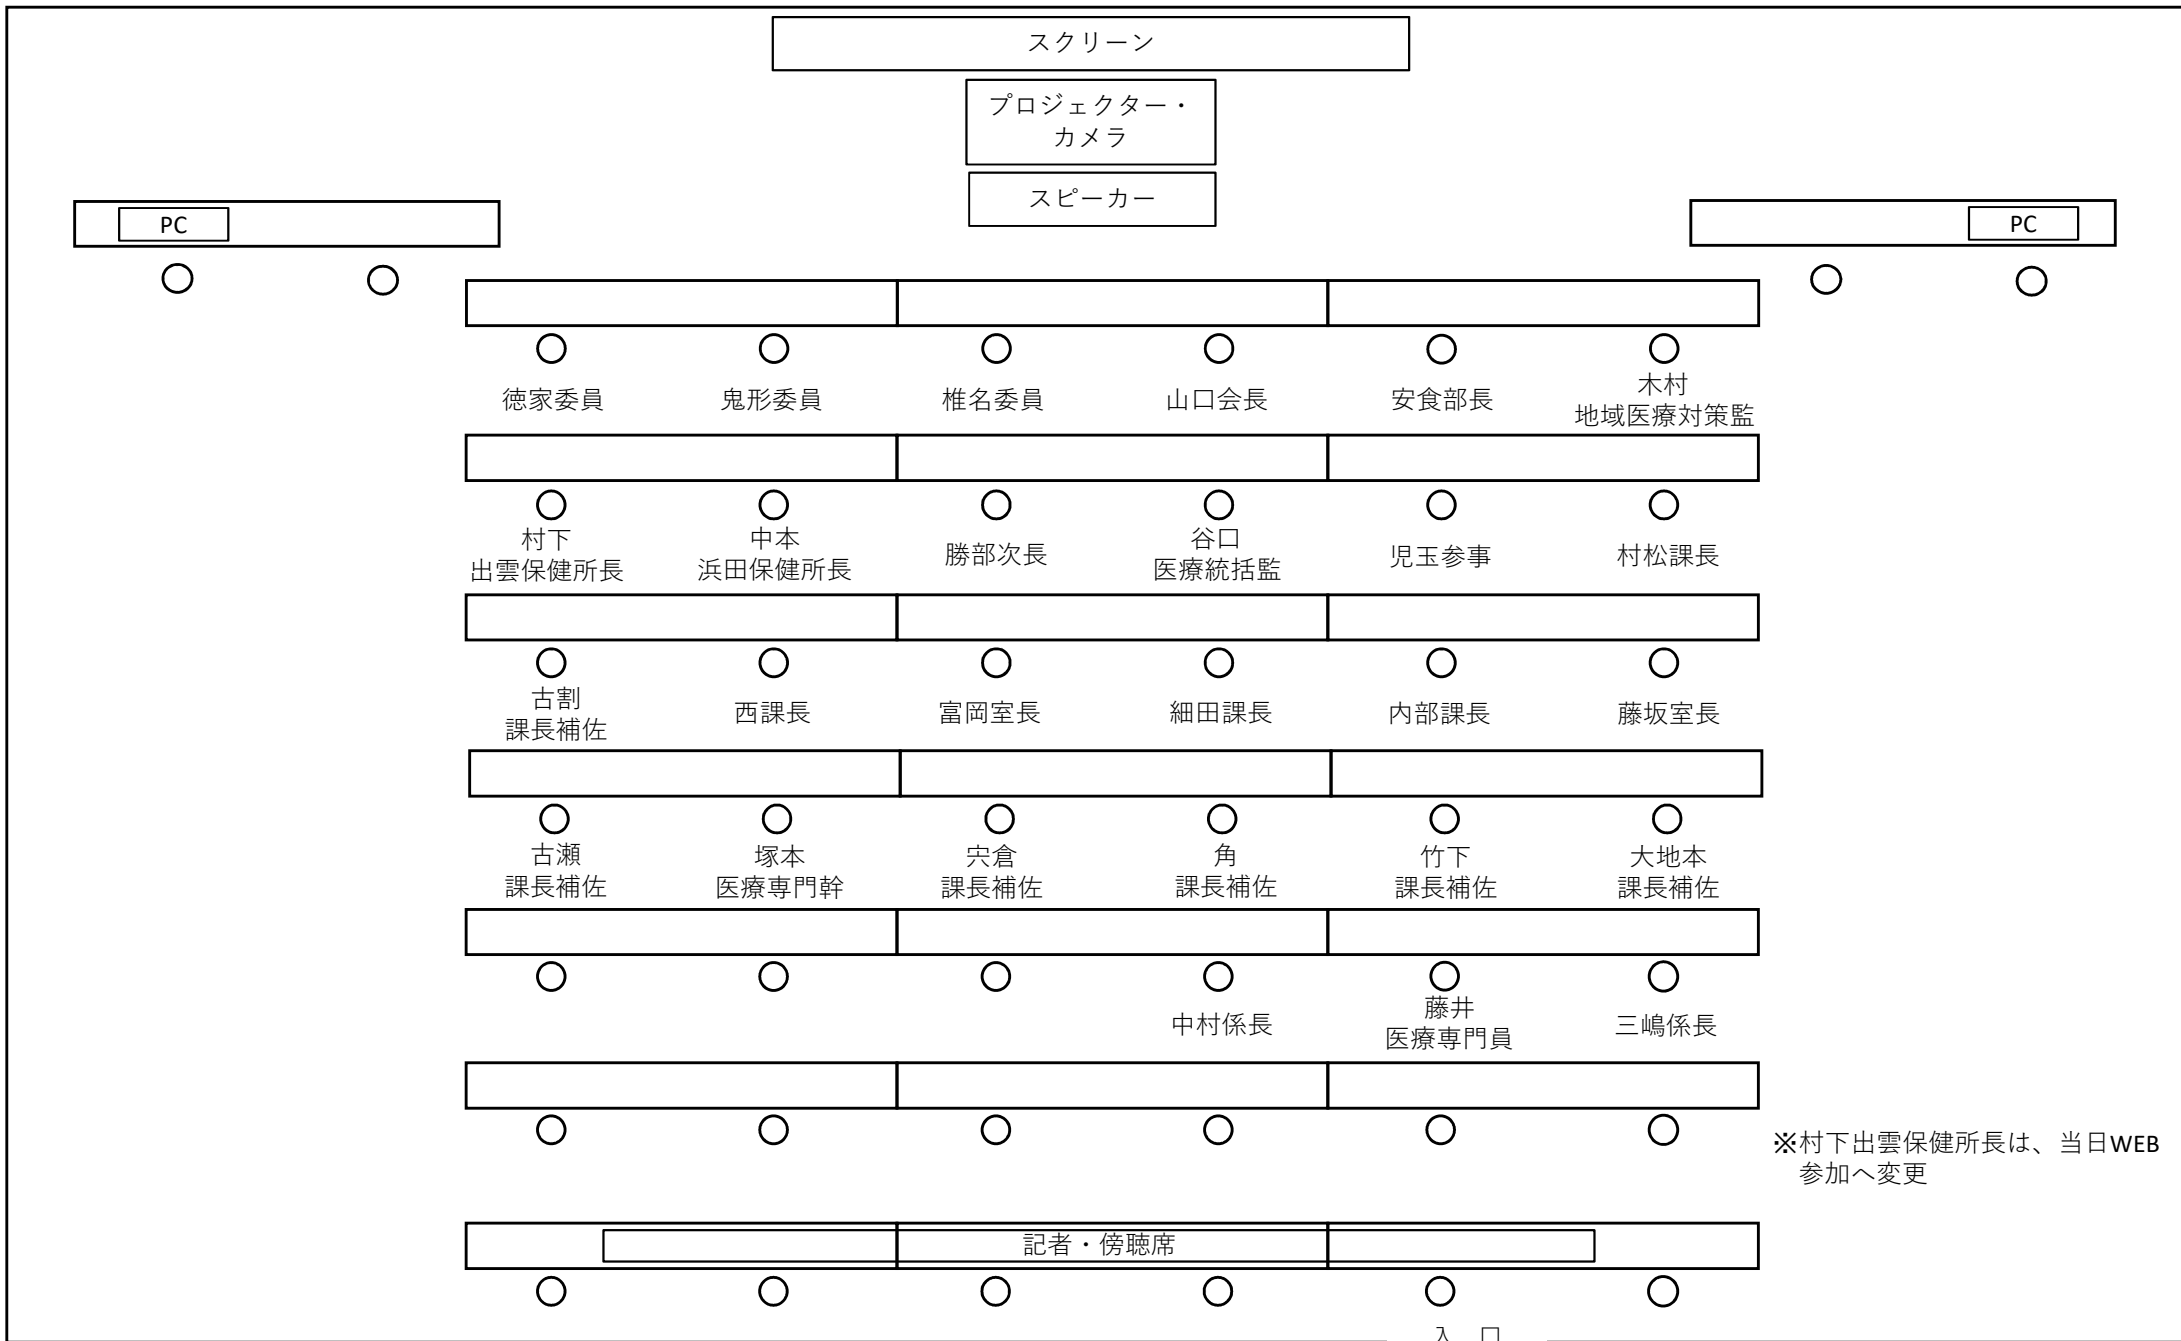 スクリーン
プロジェクター・
カメラ
スピーカー
PC
PC
徳家委員
鬼形委員
椎名委員
山口会長
安食部長
木村
地域医療対策監
村下
出雲保健所長
中本
浜田保健所長
勝部次長
谷口
医療統括監
児玉参事
村松課長
古割
課長補佐
西課長
富岡室長
細田課長
内部課長
藤坂室長
古瀬
課長補佐
塚本
医療専門幹
宍倉
課長補佐
角
課長補佐
竹下
課長補佐
大地本
課長補佐
中村係長
藤井
医療専門員
三嶋係長
※村下出雲保健所長は、当日WEB
参加へ変更
記者・傍聴席
入 口